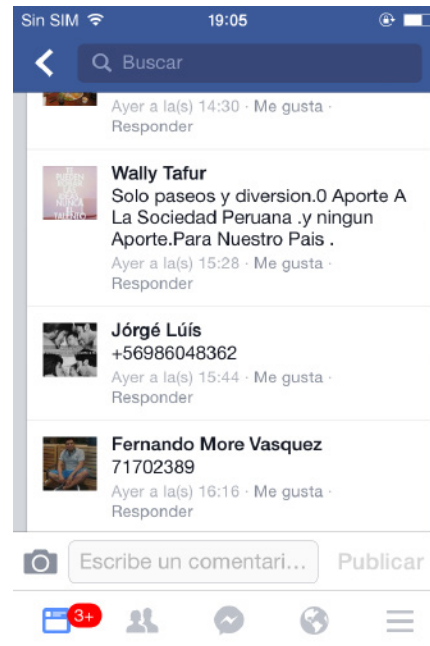 Sin SIM 19:05
Buscar
Ayer a la(s) 14:30 · Me gusta ·
Responder
Wally Tafur
Solo paseos y diversion.0 Aporte A
La Sociedad Peruana .y ningun
Aporte.Para Nuestro Pais .
Ayer a la(s) 15:28 · Me gusta ·
Responder
Jórgé Lúís
+56986048362
Ayer a la(s) 15:44 · Me gusta ·
Responder
Fernando More Vasquez
71702389
Ayer a la(s) 16:16 · Me gusta ·
Responder
Escribe un comentari... Publicar
3+